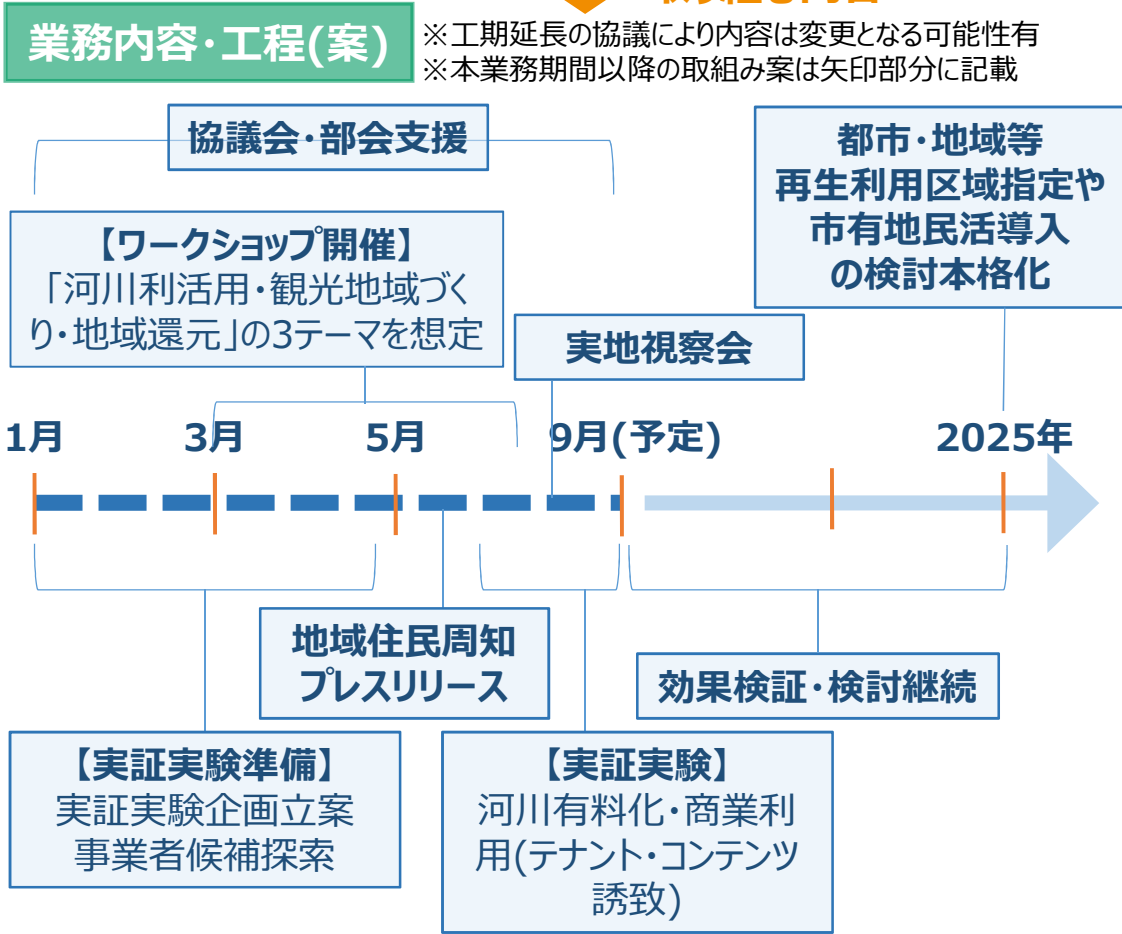 業務内容・工程(案)
※工期延長の協議により内容は変更となる可能性有
※本業務期間以降の取組み案は矢印部分に記載
協議会・部会支援
都市・地域等
再生利用区域指定や
市有地民活導入
の検討本格化
【ワークショップ開催】
「河川利活用・観光地域づく
り・地域還元」の3テーマを想定
実地視察会
1月
3月
5月
9月(予定)
2025年
地域住民周知
プレスリリース
効果検証・検討継続
【実証実験準備】
実証実験企画立案
事業者候補探索
【実証実験】
河川有料化・商業利
用(テナント・コンテンツ
誘致)